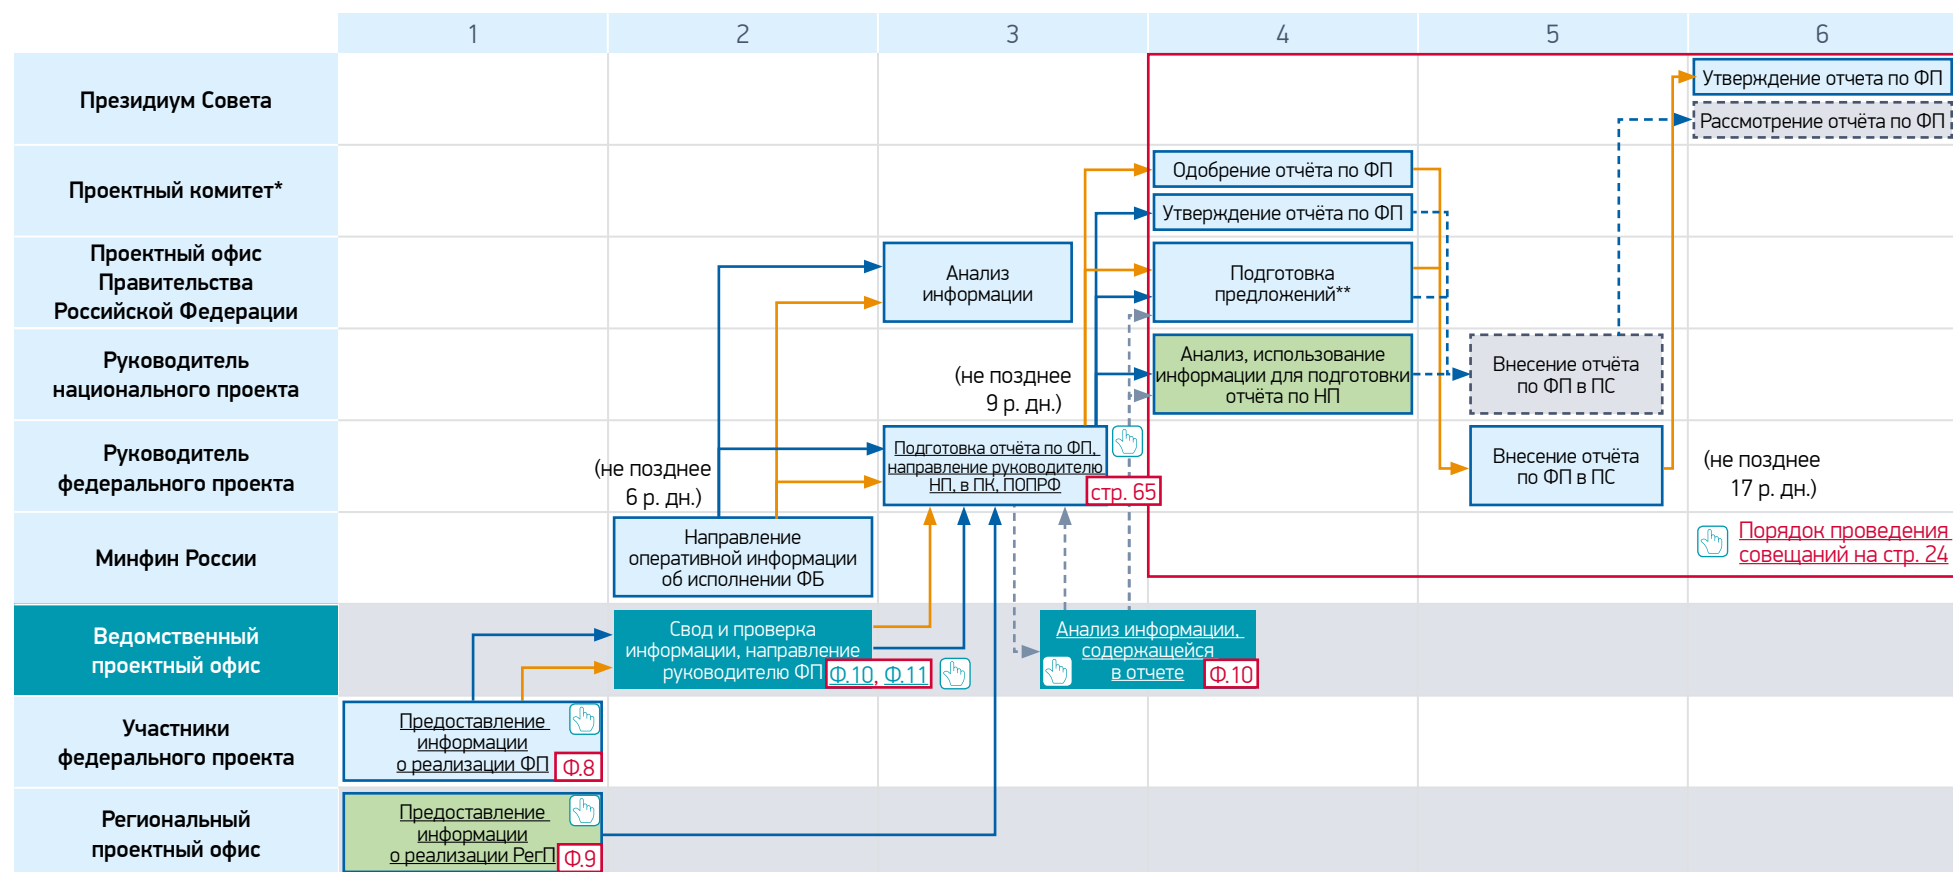 1
2
3
4
5
6
Президиум Совета
Утверждение отчета по ФП
Рассмотрение отчёта по ФП
Проектный комитет*
Одобрение отчёта по ФП
Утверждение отчёта по ФП
Проектный офис
Правительства
Российской Федерации
Анализ
информации
Подготовка
предложений**
Руководитель
национального проекта
(не позднее
9 р. дн.)
Анализ, использование
информации для подготовки
отчёта по НП
Внесение отчёта
по ФП в ПС
Руководитель
федерального проекта
(не позднее
6 р. дн.)
Подготовка отчёта по ФП,
направление руководителю
НП, в ПК, ПОПРФ
стр. 65
Внесение отчёта
по ФП в ПС
(не позднее
17 р. дн.)
Минфин России
Направление
оперативной информации
об исполнении ФБ
Порядок проведения
совещаний на стр. 24
Ведомственный
проектный офис
Свод и проверка
информации, направление
руководителю ФП
Ф.10, Ф.11
Анализ информации,
содержащейся
в отчете
Ф.10
Участники
федерального проекта
Предоставление
информации
о реализации ФП
Ф.8
Региональный
проектный офис
Предоставление
информации
о реализации РегП
Ф.9